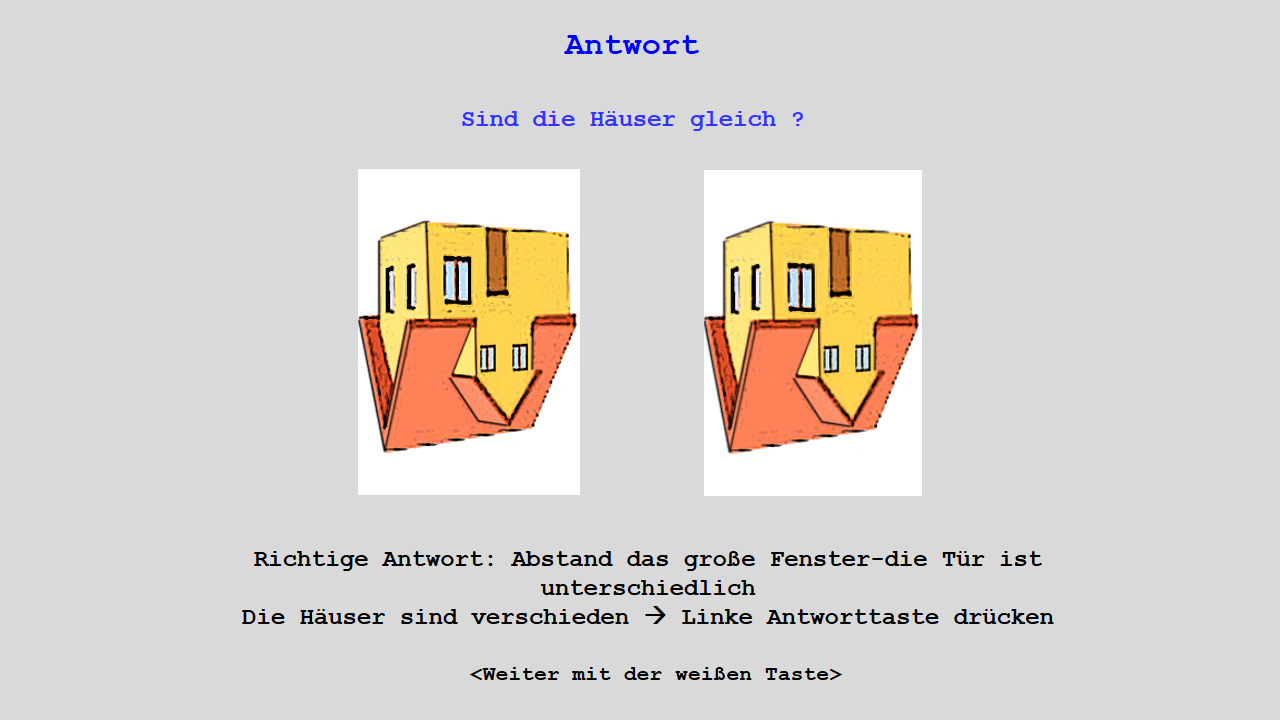 Antwort
Sind die Häuser gleich ?
Richtige Antwort: Abstand das große Fenster-die Tür ist
unterschiedlich
Die Häuser sind verschieden → Linke Antworttaste drücken
<Weiter mit der weißen Taste>